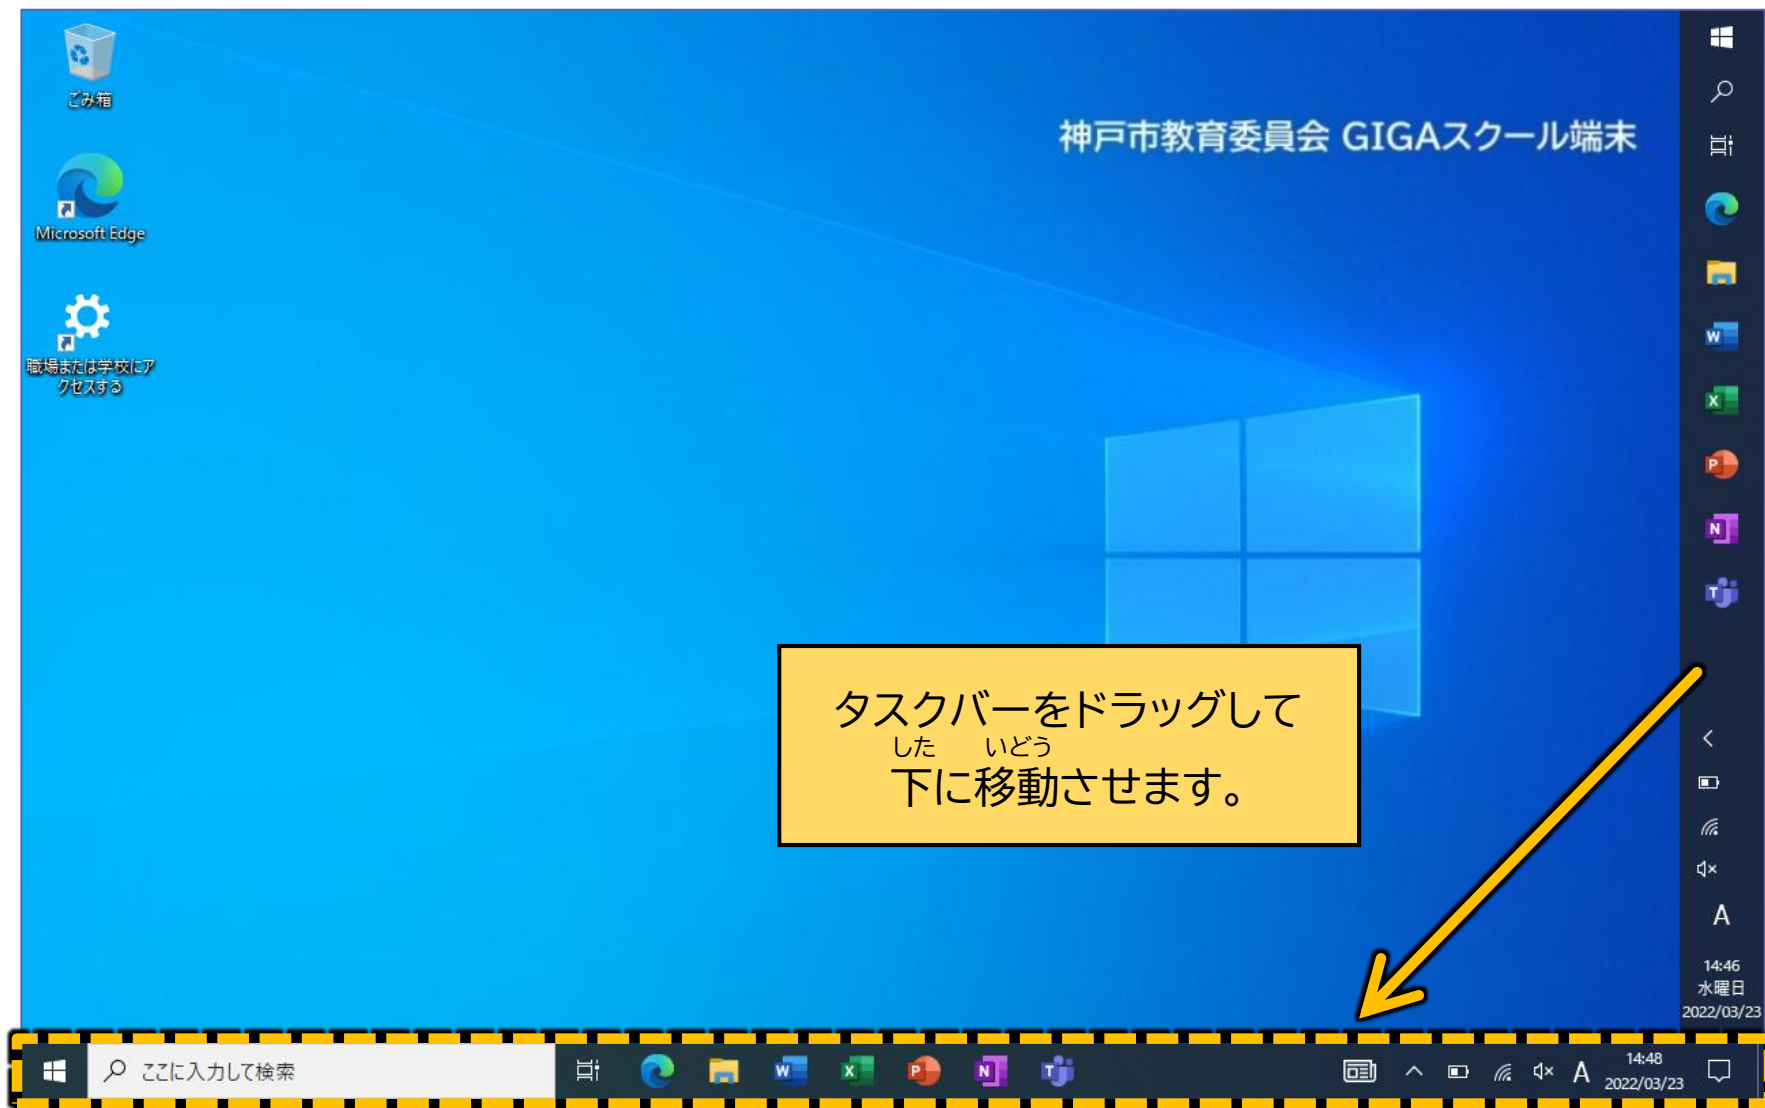 ごみ箱
Microsoft Edge
職場または学校にア
クセスする
神戸市教育委員会 GIGAスクール端末
タスクバーをドラッグして
した いどう
下に移動させます。
A
14:46
水曜日
2022/03/23
ここに入力して検索
A
14:48
2022/03/23